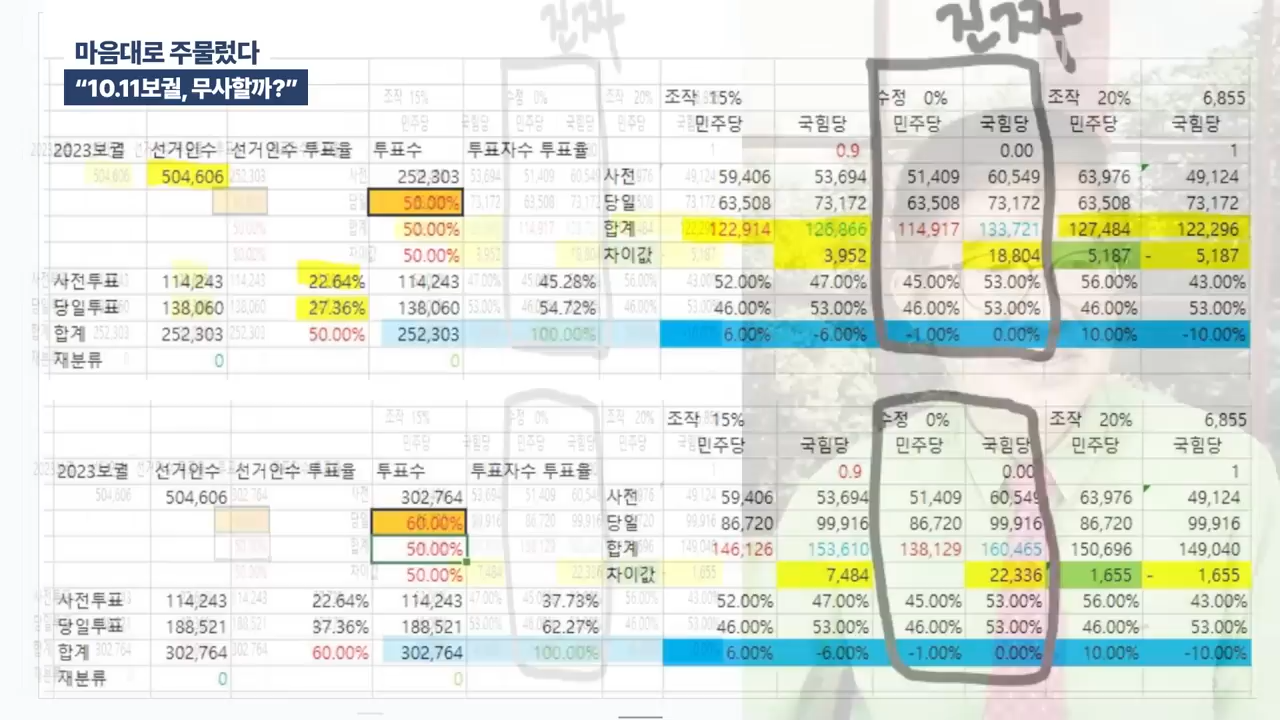 진짜
진짜
마음대로 주물렀다
“10.11보궐, 무사할까?”
조작 15% 수정 0% 조작 20% 6,855
민주당 국힘당 민주당 국힘당 민주당 국힘당
2023보궐 선거인수 선거인수 투표율 투표수 투표자수 투표율 0.9 0.00 1
504,606 252,303 사전 59,406 53,694 51,409 60,549 63,976 49,124
50.00% 당일 63,508 73,172 63,508 73,172 63,508 73,172
50.00% 합계 122,914 126,866 114,917 133,721 127,484 122,296
50.00% 차이값 3,952 18,804 5,187 - 5,187
사전투표 114,243 22.64% 114,243 45.28% 52.00% 47.00% 45.00% 53.00% 56.00% 43.00%
당일투표 138,060 27.36% 138,060 54.72% 46.00% 53.00% 46.00% 53.00% 46.00% 53.00%
합계 252,303 50.00% 252,303 100.00% 6.00% -6.00% -1.00% 0.00% 10.00% -10.00%
재분류 0 0
조작 15% 수정 0% 조작 20% 6,855
민주당 국힘당 민주당 국힘당 민주당 국힘당
2023보궐 선거인수 선거인수 투표율 투표수 투표자수 투표율 0.9 0.00 1
504,606 302,764 사전 59,406 53,694 51,409 60,549 63,976 49,124
60.00% 당일 86,720 99,916 86,720 99,916 86,720 99,916
50.00% 합계 146,126 153,610 138,129 160,465 150,696 149,040
50.00% 차이값 7,484 22,336 1,655 - 1,655
사전투표 114,243 22.64% 114,243 37.73% 52.00% 47.00% 45.00% 53.00% 56.00% 43.00%
당일투표 188,521 37.36% 188,521 62.27% 46.00% 53.00% 46.00% 53.00% 46.00% 53.00%
합계 302,764 60.00% 302,764 100.00% 6.00% -6.00% -1.00% 0.00% 10.00% -10.00%
재분류 0 0